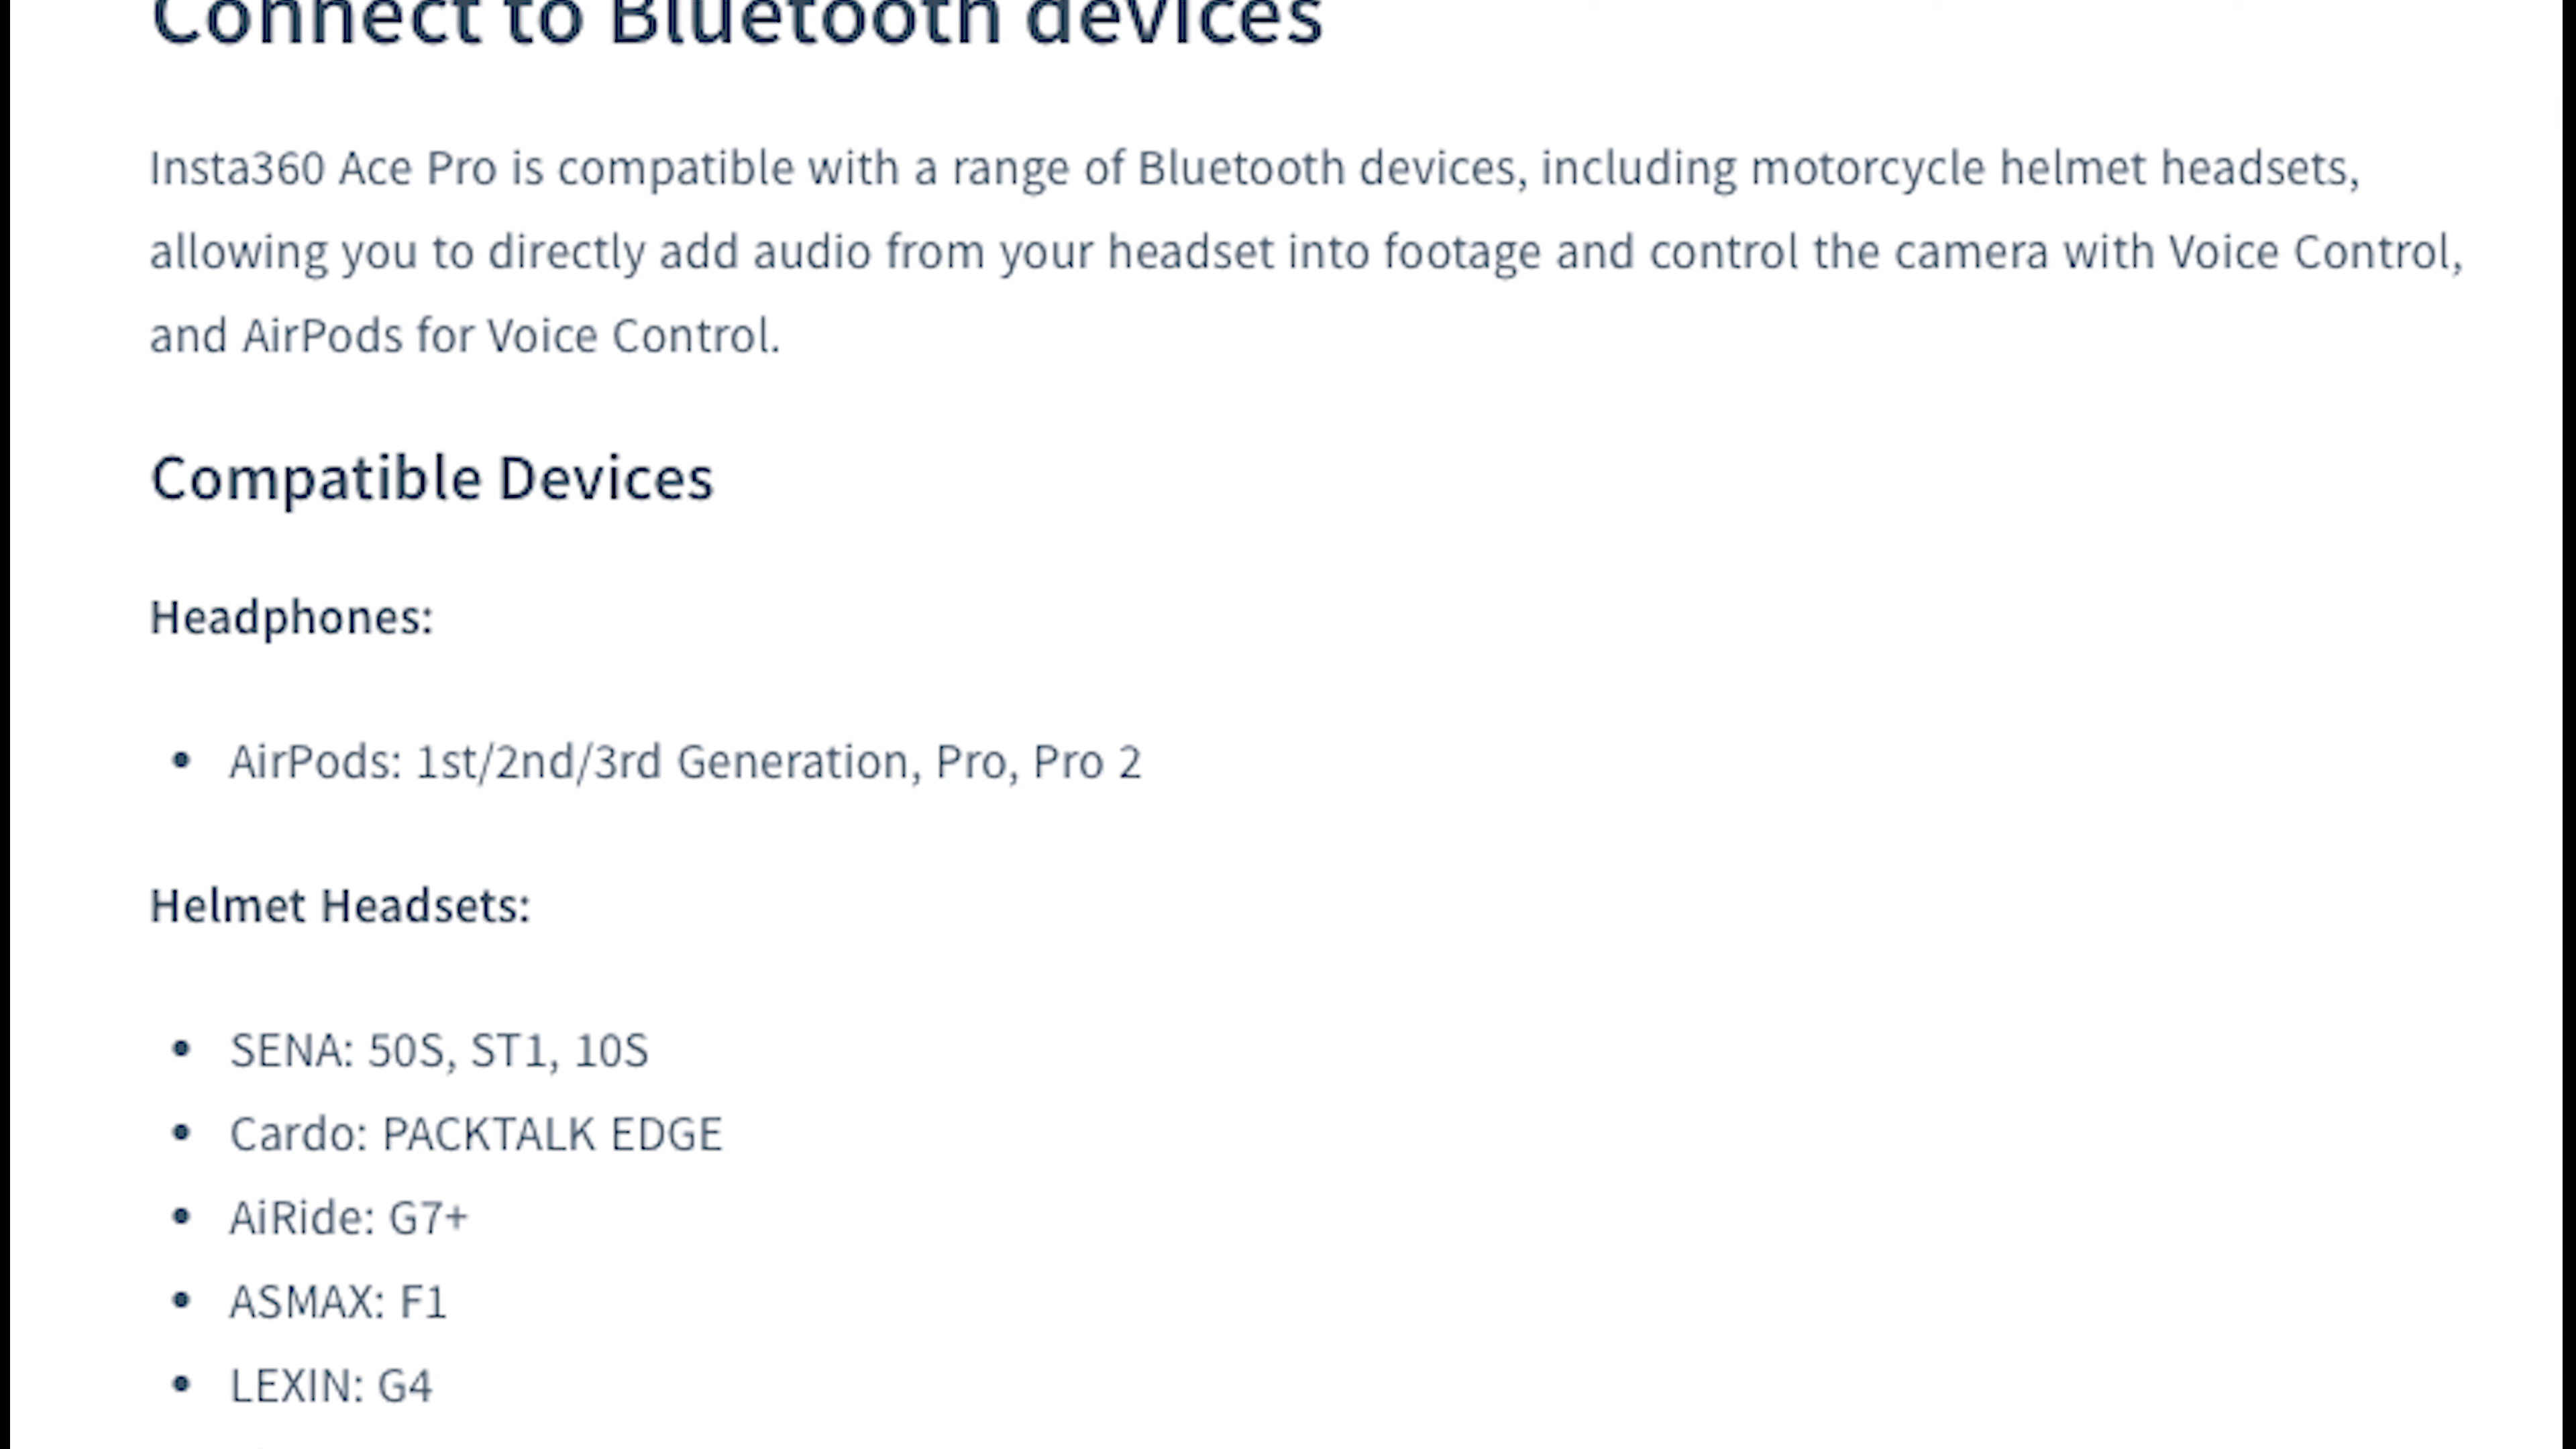 Connect to Bluetooth devices
Insta360 Ace Pro is compatible with a range of Bluetooth devices, including motorcycle helmet headsets,
allowing you to directly add audio from your headset into footage and control the camera with Voice Control,
and AirPods for Voice Control.
Compatible Devices
Headphones:
• AirPods: 1st/2nd/3rd Generation, Pro, Pro 2
Helmet Headsets:
• SENA: 50S, ST1, 10S
• Cardo: PACKTALK EDGE
• AiRide: G7+
• ASMAX: F1
• LEXIN: G4